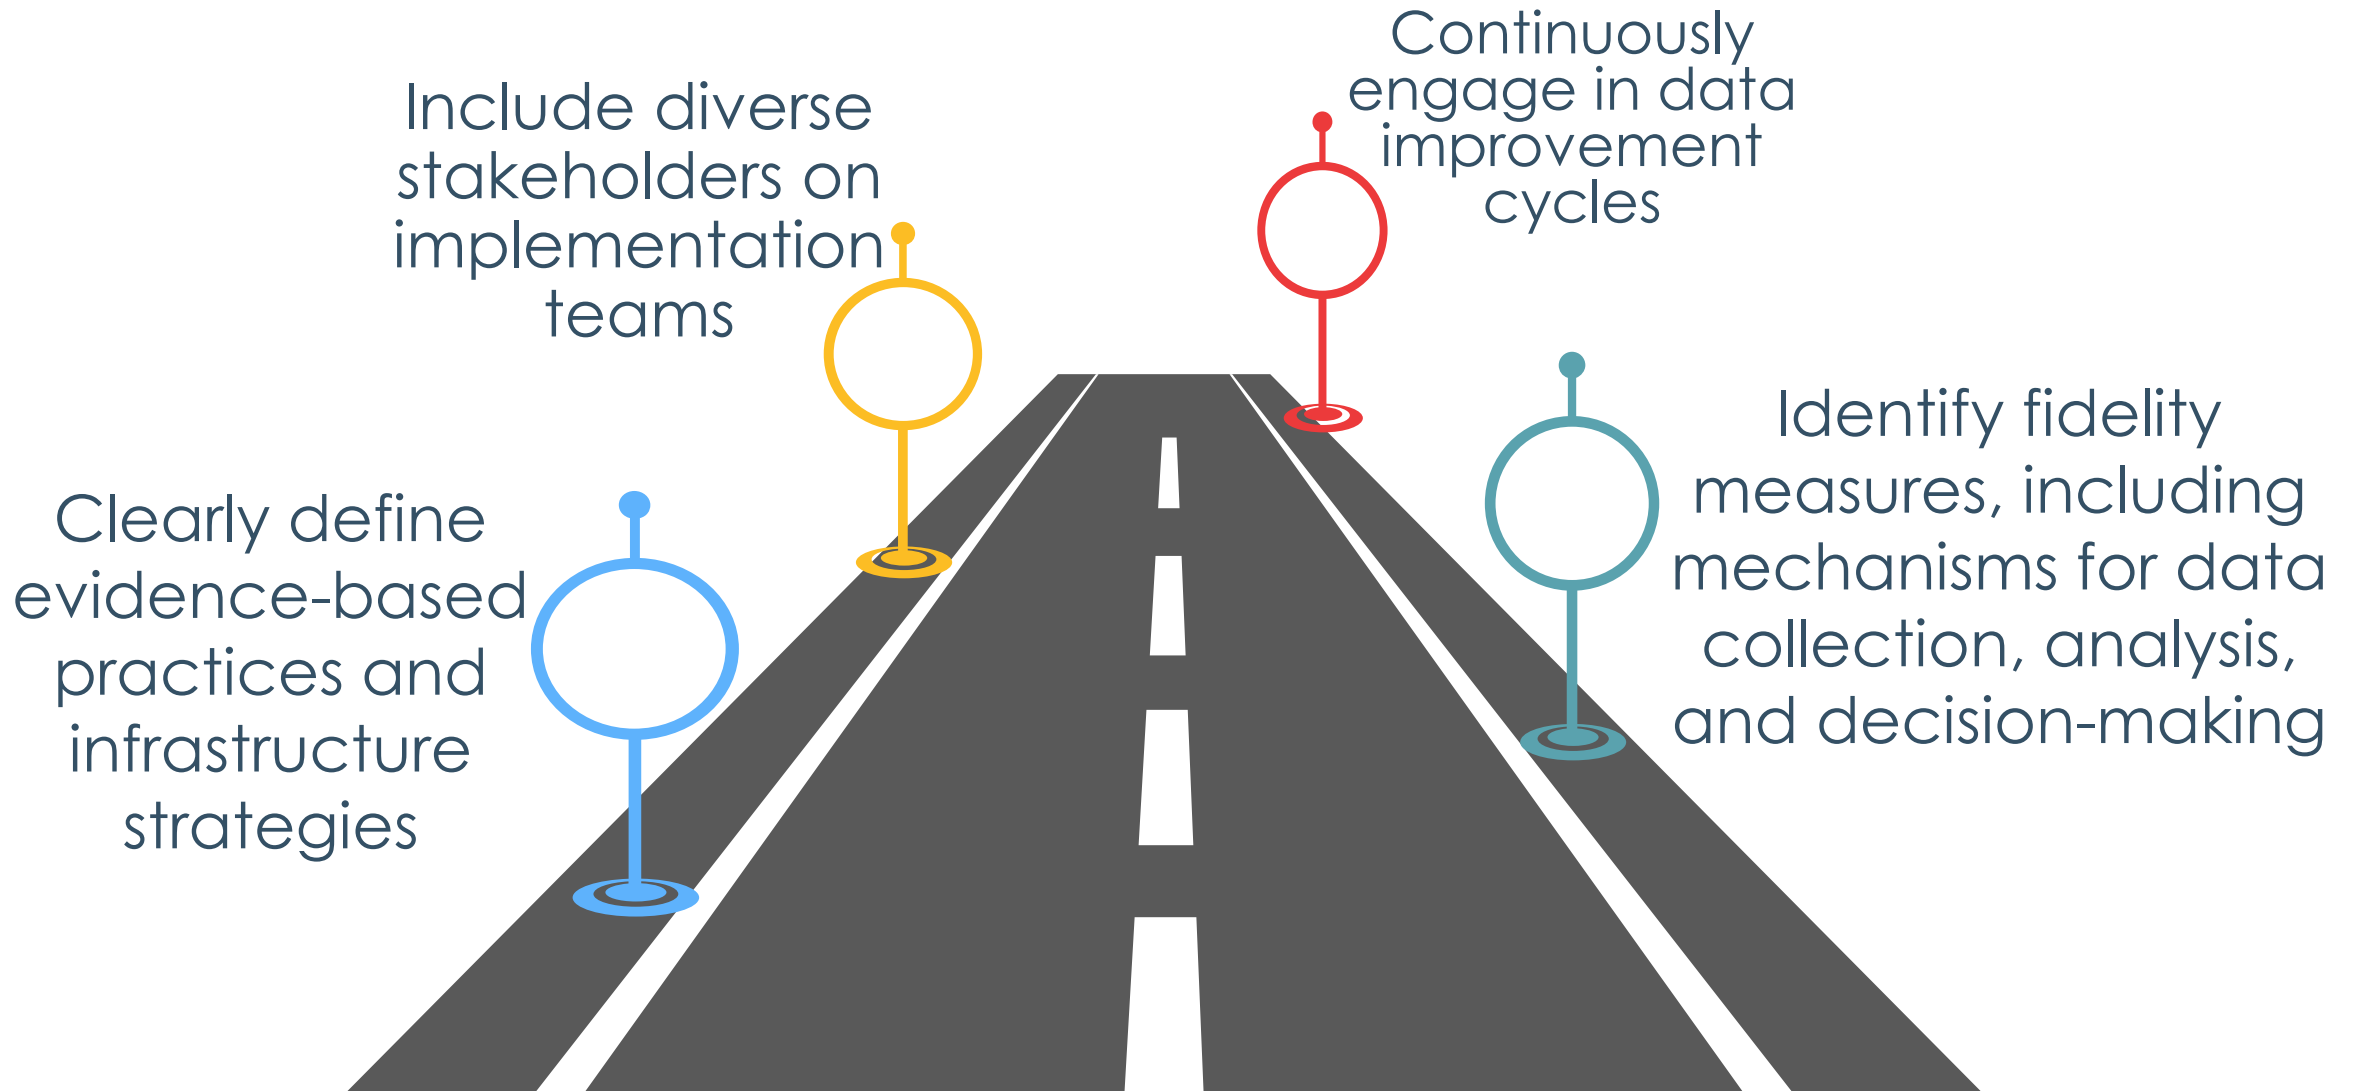 Include diverse
stakeholders on
implementation
teams
Continuously
engage in data
improvement
cycles
Clearly define
evidence-based
practices and
infrastructure
strategies
Identify fidelity
measures, including
mechanisms for data
collection, analysis,
and decision-making